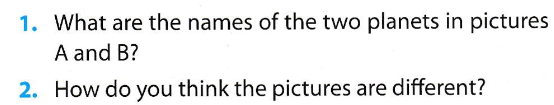 1. What are the names of the two planets in pictures
A and B?
2. How do you think the pictures are different?